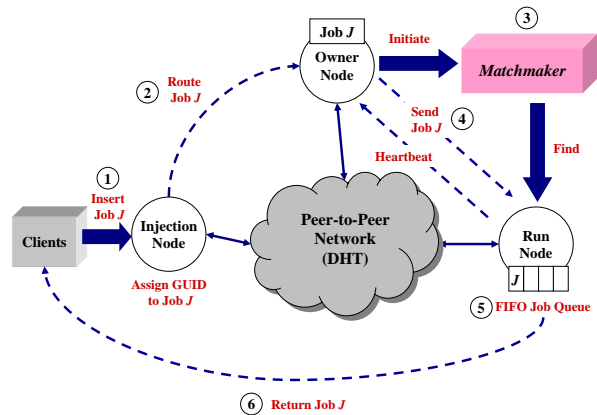 Job J
Owner
Node
Initiate
3
Matchmaker
2
Route
Job J
Send
Job J
4
Heartbeat
Find
1
Insert
Job J
Clients
Injection
Node
Assign GUID
to Job J
Peer-to-Peer
Network
(DHT)
Run
Node
J
5
FIFO Job Queue
6
Return Job J